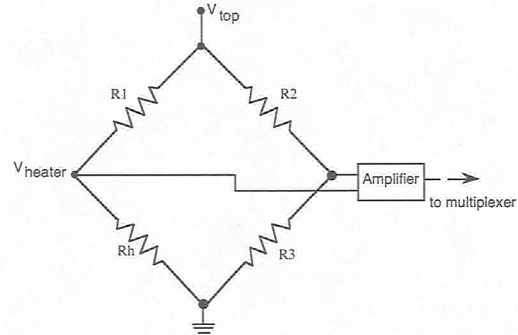 V top
R1
R2
V heater
Amplifier
to multiplexer
Rh
R3